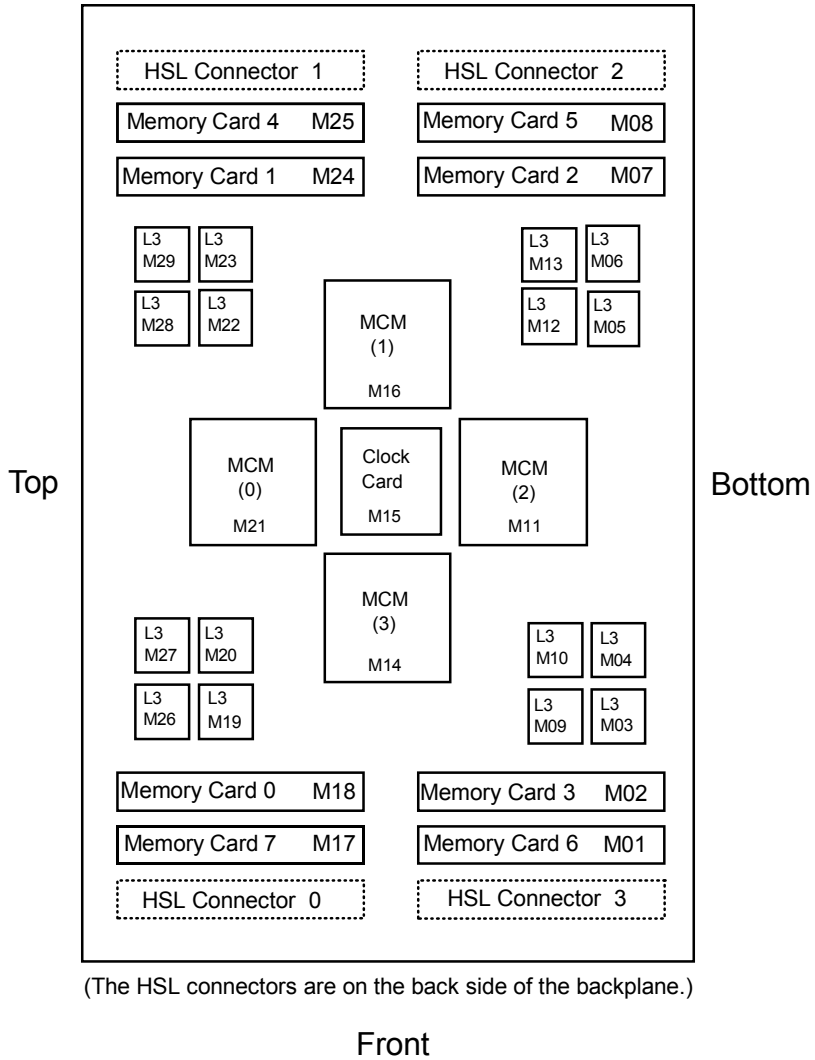 HSL Connector 1
HSL Connector 2
Memory Card 4 M25
Memory Card 5 M08
Memory Card 1 M24
Memory Card 2 M07
L3
M29
L3
M23
L3
M13
L3
M06
L3
M28
L3
M22
L3
M12
L3
M05
MCM
(1)
M16
Top
MCM
(0)
M21
Clock
Card
M15
MCM
(2)
M11
Bottom
MCM
(3)
M14
L3
M27
L3
M20
L3
M10
L3
M04
L3
M26
L3
M19
L3
M09
L3
M03
Memory Card 0 M18
Memory Card 3 M02
Memory Card 7 M17
Memory Card 6 M01
HSL Connector 0
HSL Connector 3
(The HSL connectors are on the back side of the backplane.)
Front